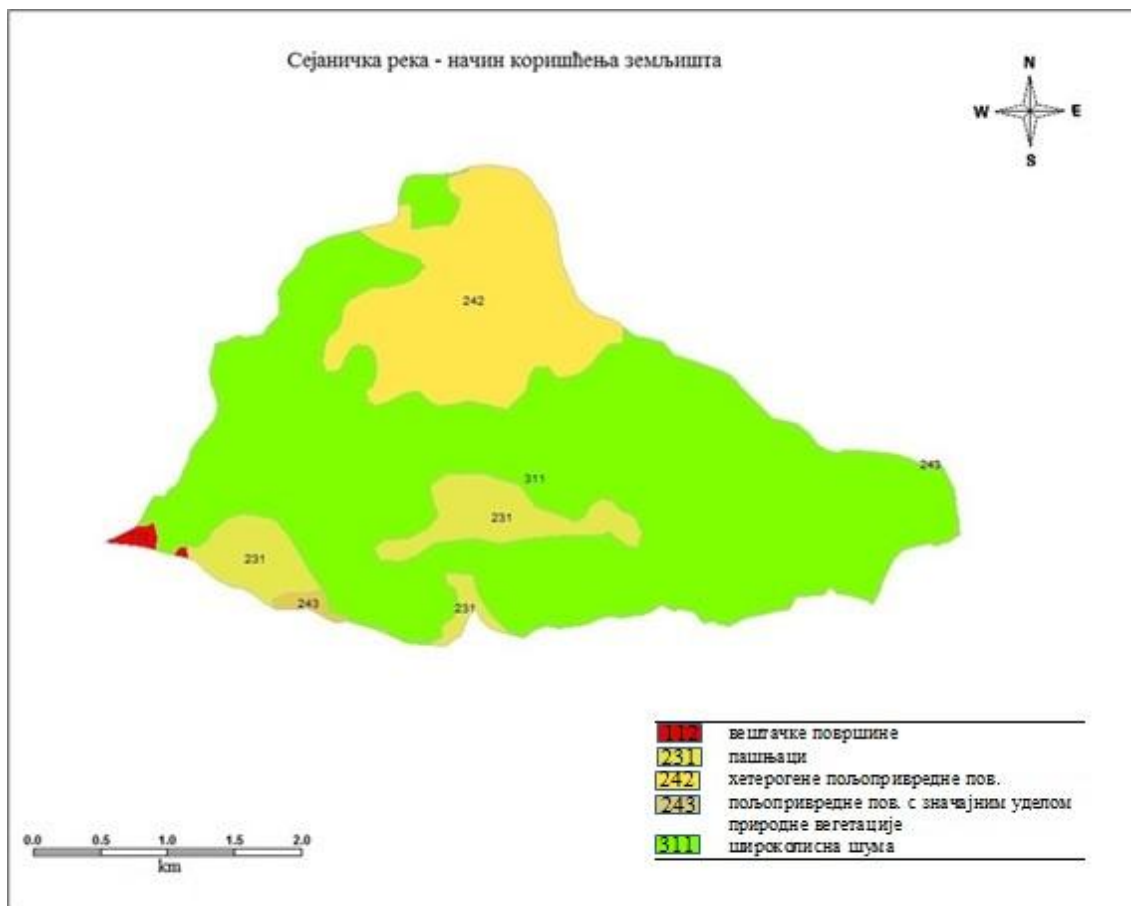 Сејаничка река - начин коришћења земљишта
N
W E
S
242
311
243
231
231
243
231
112 вештачке површине
231 пашњаци
242 хетерогене пољопривредне пов.
243 пољопривредне пов. с значајним уделом
природне вегетације
311 широколисна шума
0.0 0.5 1.0 1.5 2.0
km